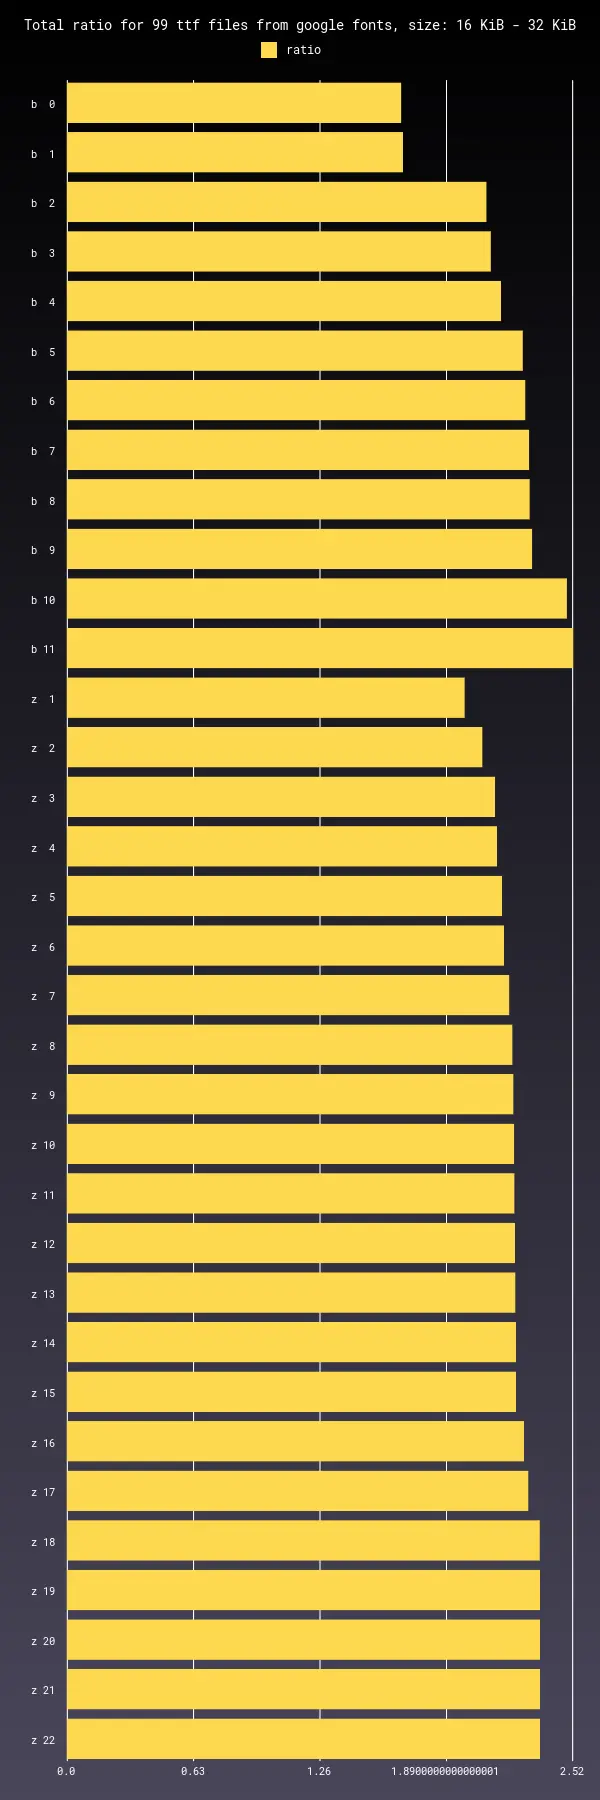 Total ratio for 99 ttf files from google fonts, size: 16 KiB - 32 KiB
ratio
b 0
b 1
b 2
b 3
b 4
b 5
b 6
b 7
b 8
b 9
b 10
b 11
z 1
z 2
z 3
z 4
z 5
z 6
z 7
z 8
z 9
z 10
z 11
z 12
z 13
z 14
z 15
z 16
z 17
z 18
z 19
z 20
z 21
z 22
0.0 0.63 1.26 1.8900000000000001 2.52